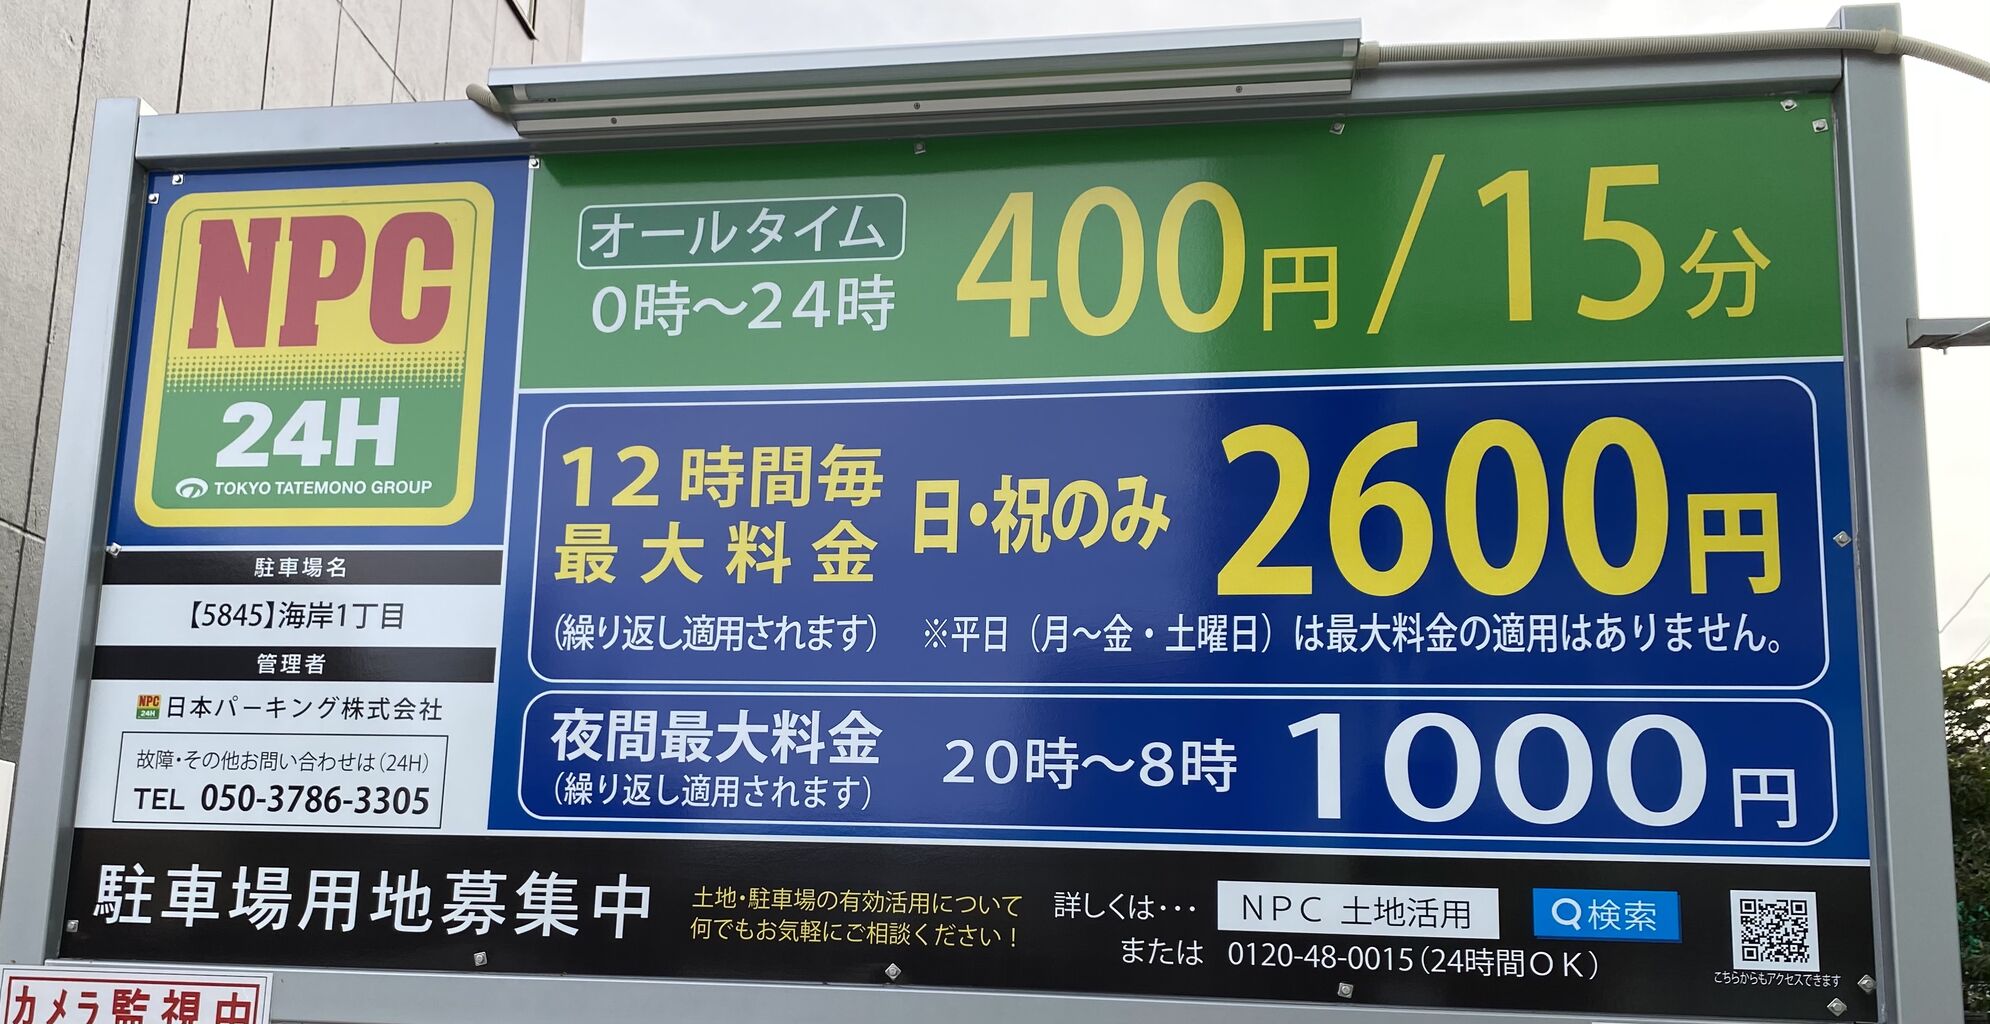 NPC
24H
TOKYO TATEMONO GROUP
駐車場名
【5845】海岸1丁目
管理者
NPC
24H
日本パーキング株式会社
故障・その他お問い合わせは(24H)
TEL 050-3786-3305
オールタイム
0時〜24時
400円/15分
12時間毎
最大料金
日・祝のみ
2600円
(繰り返し適用されます) ※平日(月〜金・土曜日)は最大料金の適用はありません。
夜間最大料金
(繰り返し適用されます)
20時〜8時
1000円
駐車場用地募集中
土地・駐車場の有効活用について
何でもお気軽にご相談ください!
詳しくは・・・ NPC 土地活用 検索
または 0120-48-0015(24時間OK)
こちらからもアクセスできます
カメラ監視中